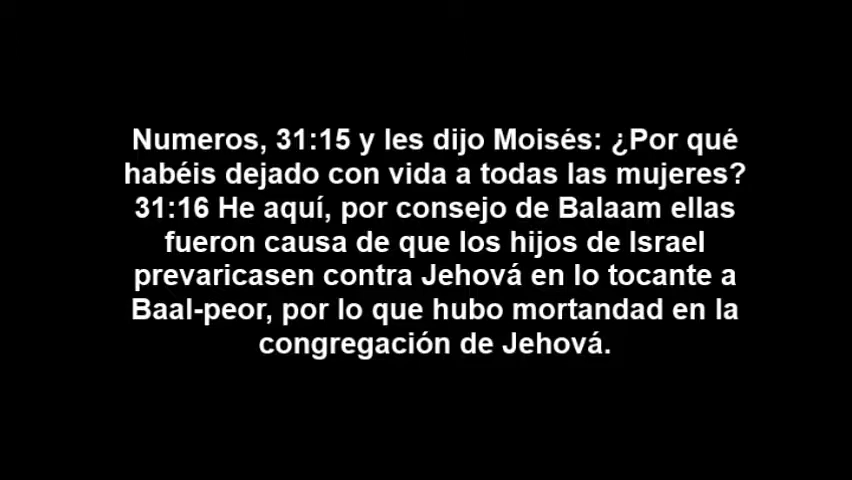 Numeros, 31:15 y les dijo Moisés: ¿Por qué
habéis dejado con vida a todas las mujeres?
31:16 He aquí, por consejo de Balaam ellas
fueron causa de que los hijos de Israel
prevaricasen contra Jehová en lo tocante a
Baal-peor, por lo que hubo mortandad en la
congregación de Jehová.